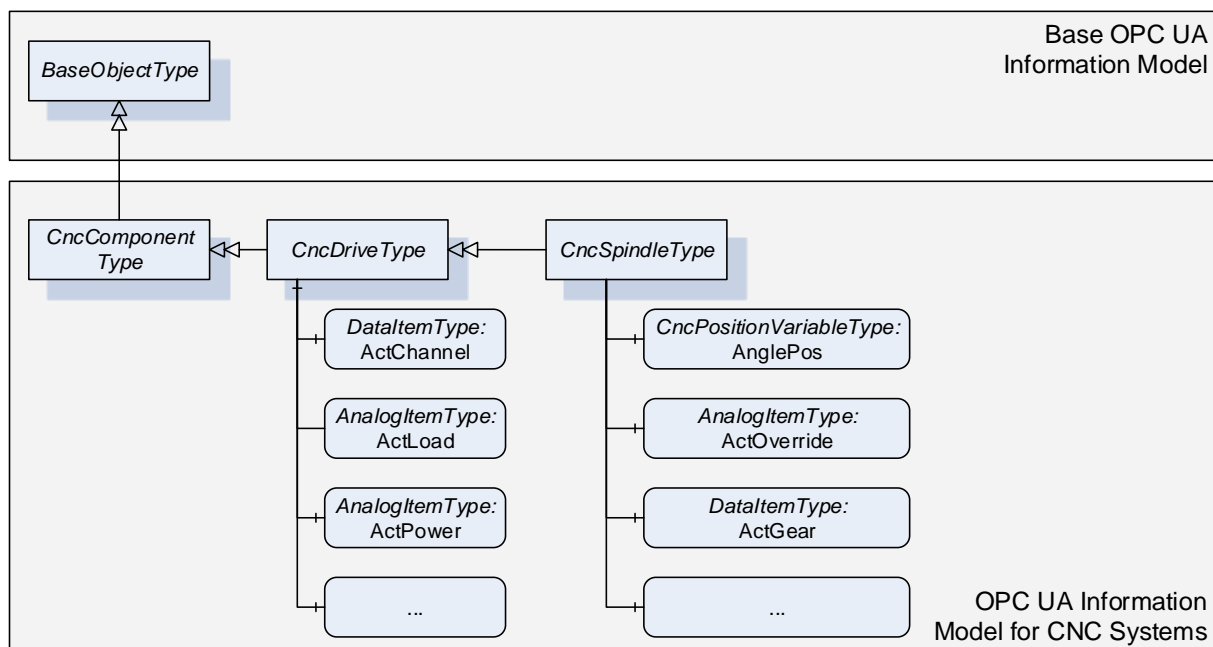 Base OPC UA
Information Model
BaseObjectType
CncComponent
Type
CncDriveType
CncSpindleType
DataItemType:
ActChannel
CncPositionVariableType:
AnglePos
AnalogItemType:
ActLoad
AnalogItemType:
ActOverride
AnalogItemType:
ActPower
DataItemType:
ActGear
...
...
OPC UA Information
Model for CNC Systems